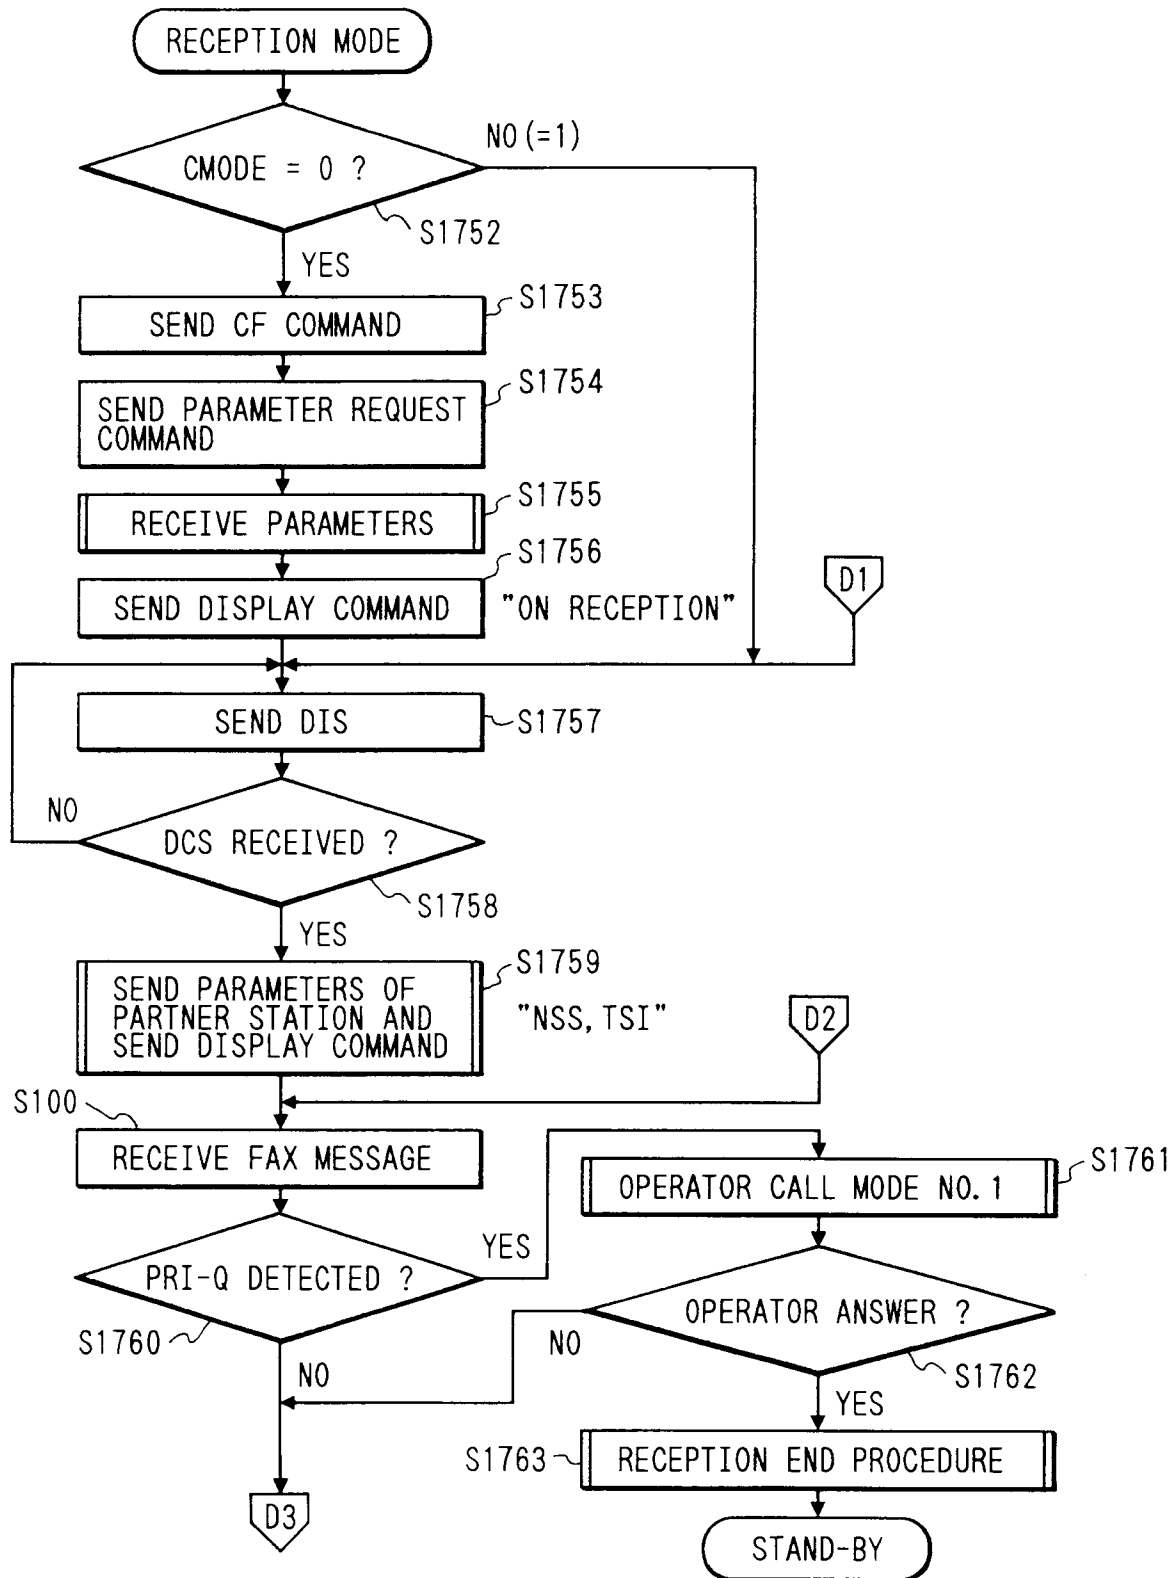 RECEPTION MODE
CMODE = 0 ?
NO (=1)
S1752
YES
SEND CF COMMAND
S1753
SEND PARAMETER REQUEST
COMMAND
S1754
RECEIVE PARAMETERS
S1755
SEND DISPLAY COMMAND
S1756
"ON RECEPTION"
D1
SEND DIS
S1757
NO
DCS RECEIVED ?
S1758
YES
SEND PARAMETERS OF
PARTNER STATION AND
SEND DISPLAY COMMAND
S1759
"NSS, TSI"
D2
S100
RECEIVE FAX MESSAGE
OPERATOR CALL MODE NO. 1
S1761
PRI-Q DETECTED ?
YES
S1760
NO
OPERATOR ANSWER ?
NO
S1762
YES
S1763
RECEPTION END PROCEDURE
D3
STAND-BY